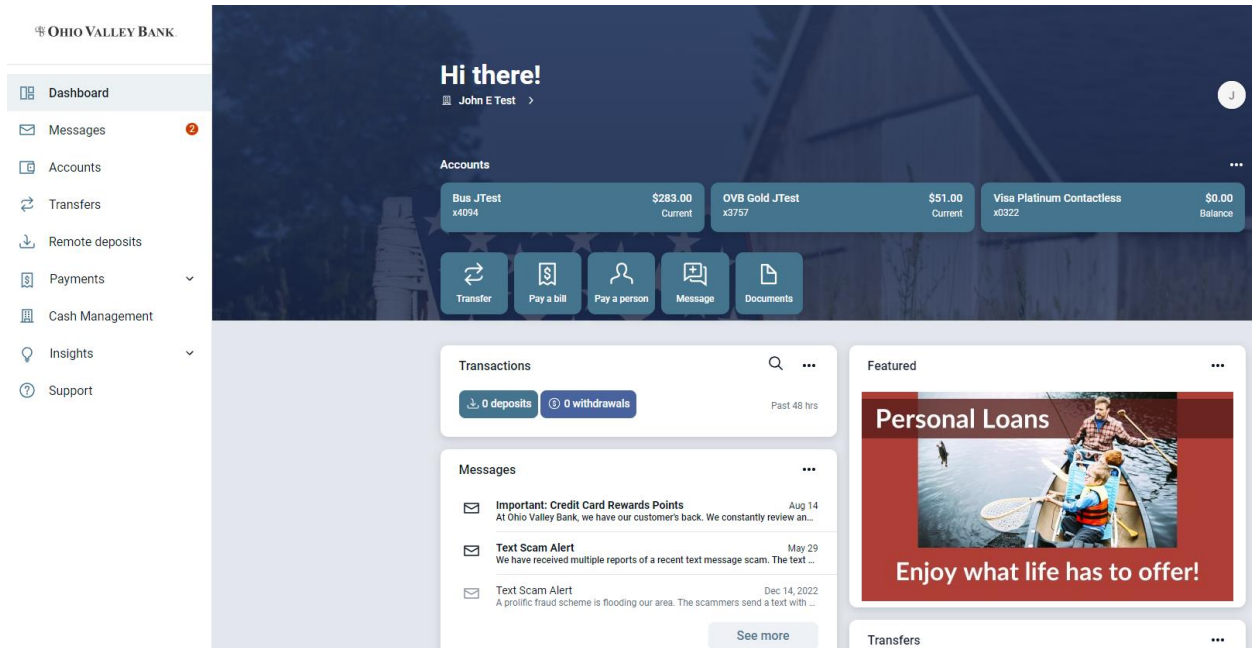 OHIO VALLEY BANK
Dashboard
Messages 2
Accounts
Transfers
Remote deposits
Payments
Cash Management
Insights
Support
Hi there!
John E Test
J
Accounts
Bus JTest $283.00
x4094 Current
OVB Gold JTest $51.00
x3757 Current
Visa Platinum Contactless $0.00
x0322 Balance
Transfer
Pay a bill
Pay a person
Message
Documents
Transactions
0 deposits
0 withdrawals
Past 48 hrs
Messages
Important: Credit Card Rewards Points Aug 14
At Ohio Valley Bank, we have our customer's back. We constantly review an...
Text Scam Alert May 29
We have received multiple reports of a recent text message scam. The text ...
Text Scam Alert Dec 14, 2022
A prolific fraud scheme is flooding our area. The scammers send a text with ...
See more
Featured
Personal Loans
Enjoy what life has to offer!
Transfers